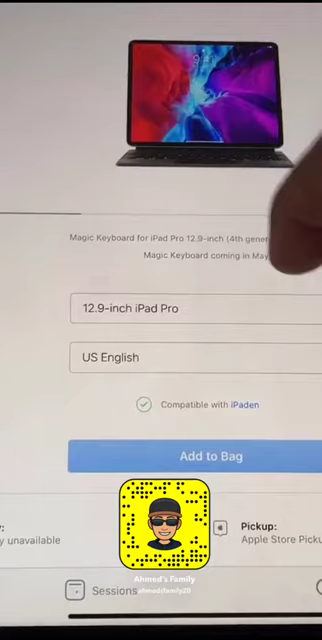 Magic Keyboard for iPad Pro 12.9-inch (4th gener
Magic Keyboard coming in May
12.9-inch iPad Pro
US English
Compatible with iPaden
Add to Bag
y:
y unavailable
Pickup:
Apple Store Picku
Ahmed's Family
ahmedsfamily20
Sessions